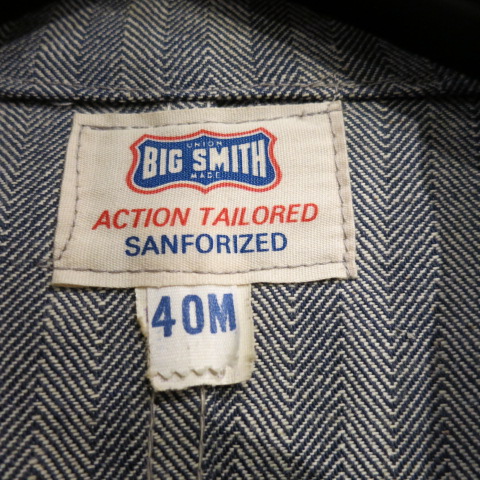 UNION
BIG SMITH
MADE
ACTION TAILORED
SANFORIZED
40M